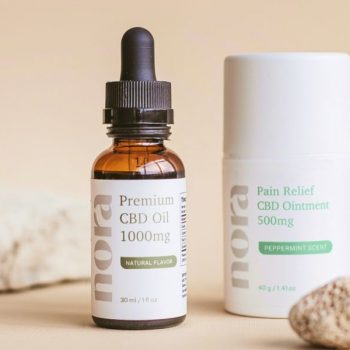 nora
Premium
CBD Oil
1000mg
NATURAL FLAVOR
30 ml / 1 fl oz
nora
Pain Relief
CBD Ointment
500mg
PEPPERMINT SCENT
40 g / 1.41 oz